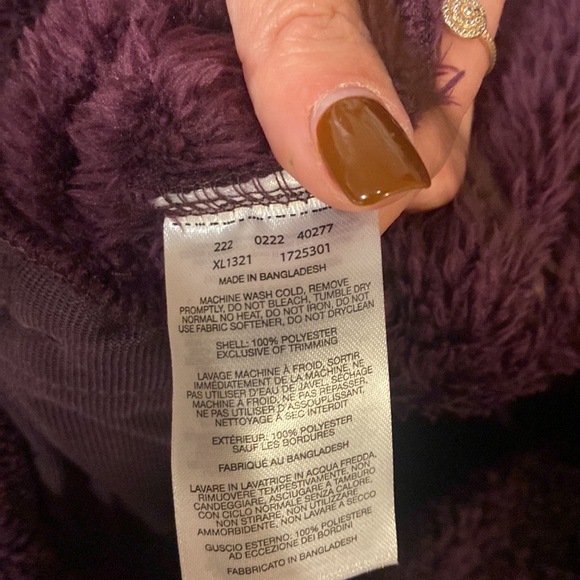 222 0222 40277
XL1321 1725301
MADE IN BANGLADESH
MACHINE WASH COLD, REMOVE
PROMPTLY, DO NOT BLEACH, TUMBLE DRY
NORMAL NO HEAT, DO NOT IRON, DO NOT
USE FABRIC SOFTENER, DO NOT DRYCLEAN
SHELL: 100% POLYESTER
EXCLUSIVE OF TRIMMING
LAVAGE MACHINE À FROID, SORTIR
IMMÉDIATEMENT DE LA MACHINE, NE
PAS UTILISER D'EAU DE JAVEL, SÉCHAGE
MACHINE À FROID, NE PAS REPASSER,
NE PAS UTILISER D'ASSOUPLISSANT,
NETTOYAGE À SEC INTERDIT
EXTÉRIEUR: 100% POLYESTER
SAUF LES BORDURES
FABRIQUÉ AU BANGLADESH
LAVARE IN LAVATRICE IN ACQUA FREDDA,
RIMUOVERE TEMPESTIVAMENTE, NON
CANDEGGIARE, ASCIUGARE A TAMBURO
CON CICLO NORMALE SENZA CALORE,
NON STIRARE, NON UTILIZZARE
AMMORBIDENTE, NON LAVARE A SECCO
GUSCIO ESTERNO: 100% POLIESTERE
AD ECCEZIONE DEI BORDINI
FABBRICATO IN BANGLADESH